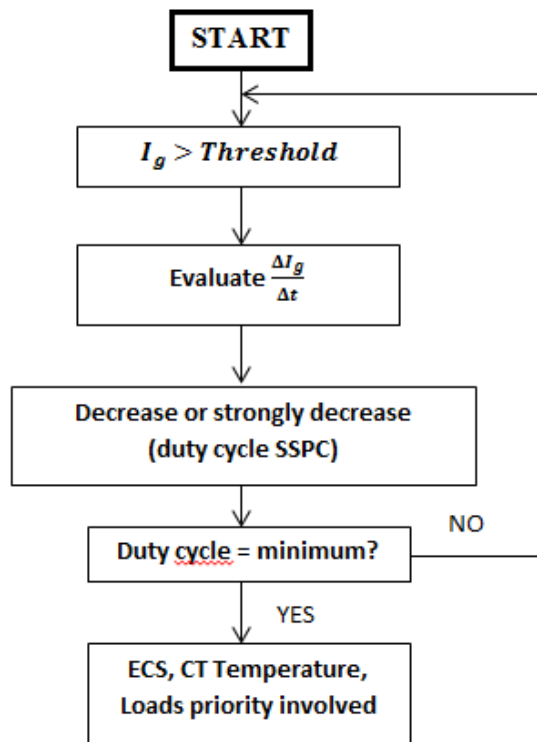 START
I_g > Threshold
Evaluate ΔI_g/Δt
Decrease or strongly decrease
(duty cycle SSPC)
Duty cycle = minimum?
NO
YES
ECS, CT Temperature,
Loads priority involved